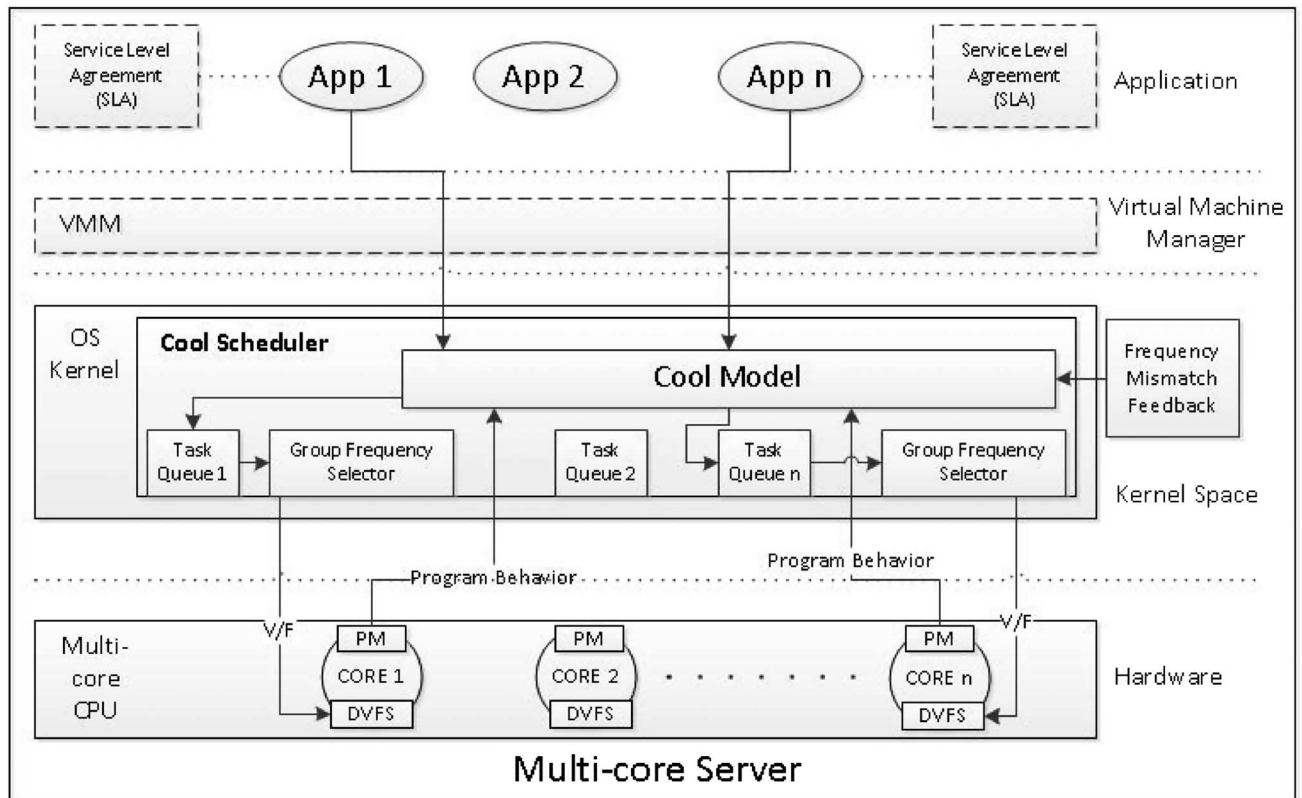 Service Level
Agreement
(SLA)
App 1
App 2
App n
Service Level
Agreement
(SLA)
Application
VMM
Virtual Machine
Manager
OS
Kernel
Cool Scheduler
Cool Model
Frequency
Mismatch
Feedback
Task
Queue 1
Group Frequency
Selector
Task
Queue 2
Task
Queue n
Group Frequency
Selector
Kernel Space
Program Behavior
Program Behavior
V/F
V/F
Multi-
core
CPU
PM
CORE 1
DVFS
PM
CORE 2
DVFS
PM
CORE n
DVFS
Hardware
Multi-core Server